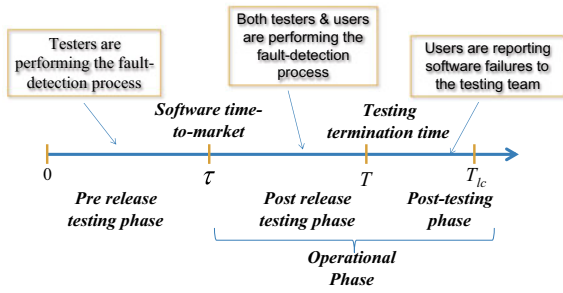 Testers are
performing the fault-
detection process
Both testers & users
are performing the
fault-detection
process
Users are reporting
software failures to
the testing team
Software time-
to-market
Testing
termination time
0
τ
T
T_lc
Pre release
testing phase
Post release
testing phase
Post-testing
phase
Operational
Phase